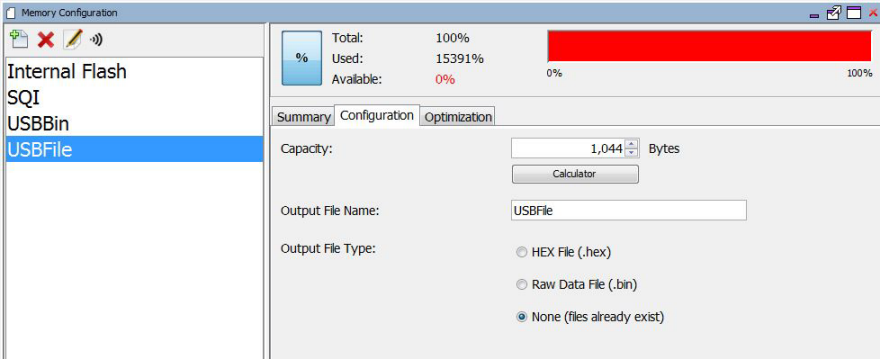 Memory Configuration
Internal Flash
SQI
USBBin
USBFile
%
Total: 100%
Used: 15391%
Available: 0%
0% 100%
Summary Configuration Optimization
Capacity: 1,044 Bytes
Calculator
Output File Name: USBFile
Output File Type:
HEX File (.hex)
Raw Data File (.bin)
None (files already exist)